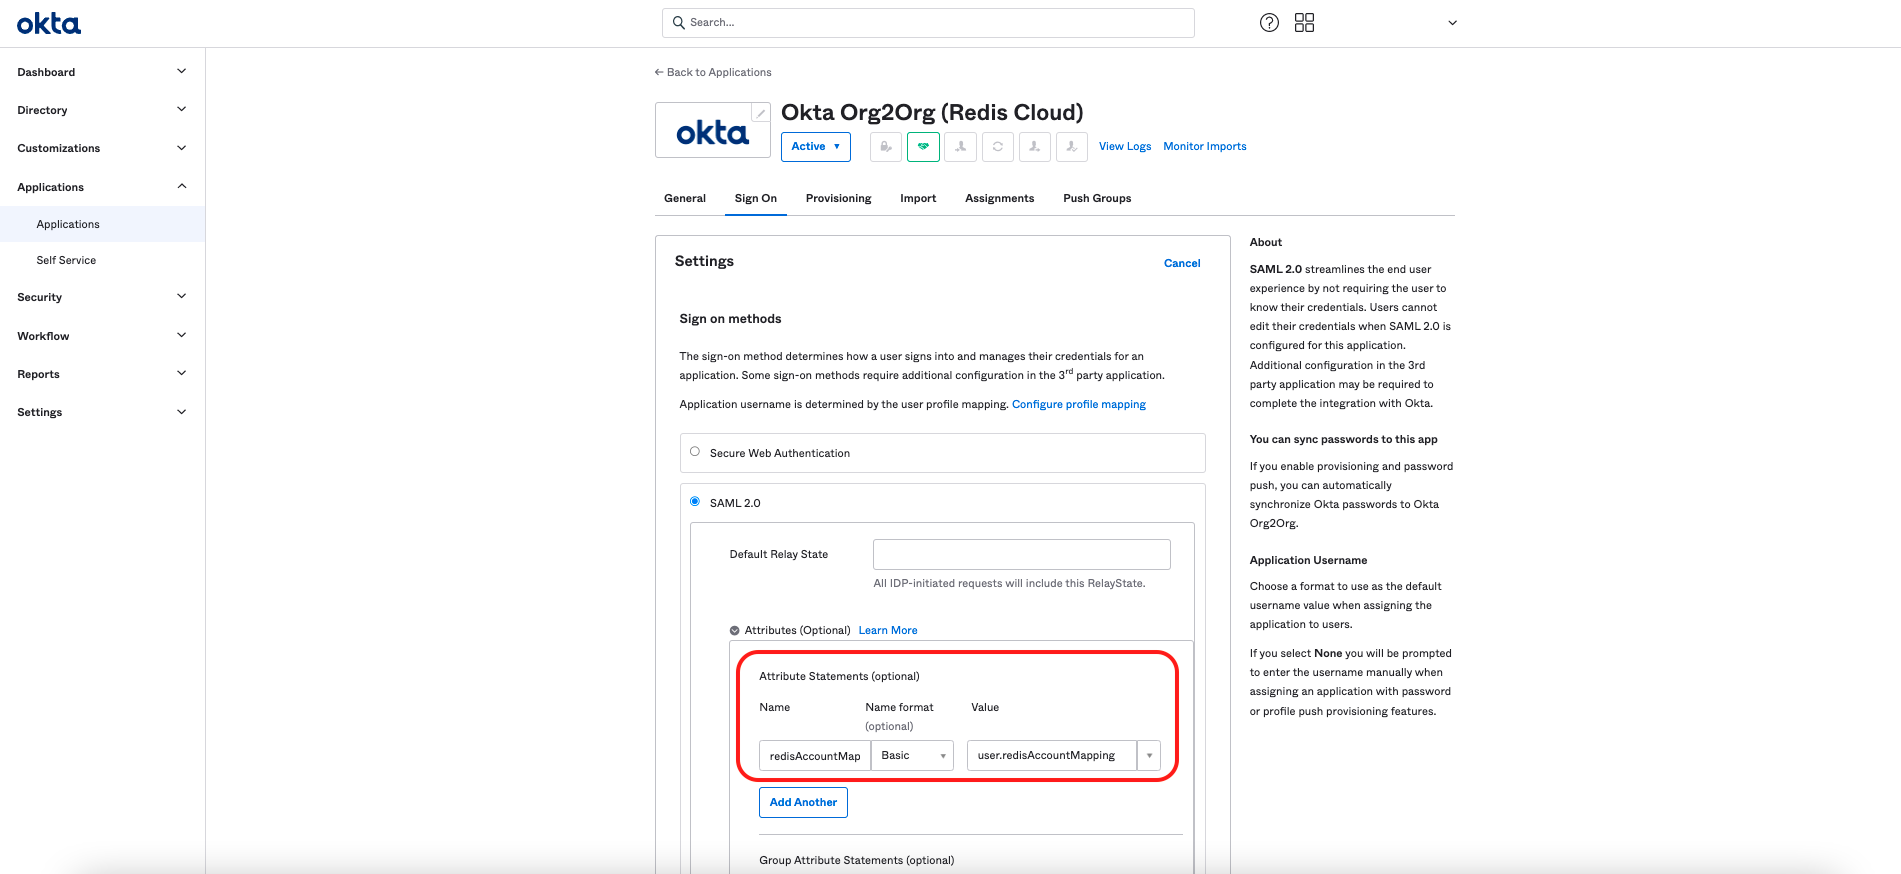 okta
Search...
Dashboard
Directory
Customizations
Applications
Applications
Self Service
Security
Workflow
Reports
Settings
← Back to Applications
okta
Okta Org2Org (Redis Cloud)
Active
View Logs
Monitor Imports
General
Sign On
Provisioning
Import
Assignments
Push Groups
Settings
Cancel
Sign on methods
The sign-on method determines how a user signs into and manages their credentials for an
application. Some sign-on methods require additional configuration in the 3rd party application.
Application username is determined by the user profile mapping. Configure profile mapping
Secure Web Authentication
SAML 2.0
Default Relay State
All IDP-initiated requests will include this RelayState.
Attributes (Optional) Learn More
Attribute Statements (optional)
Name
Name format
(optional)
Value
redisAccountMap
Basic
user.redisAccountMapping
Add Another
Group Attribute Statements (optional)
About
SAML 2.0 streamlines the end user
experience by not requiring the user to
know their credentials. Users cannot
edit their credentials when SAML 2.0 is
configured for this application.
Additional configuration in the 3rd
party application may be required to
complete the integration with Okta.
You can sync passwords to this app
If you enable provisioning and password
push, you can automatically
synchronize Okta passwords to Okta
Org2Org.
Application Username
Choose a format to use as the default
username value when assigning the
application to users.
If you select None you will be prompted
to enter the username manually when
assigning an application with password
or profile push provisioning features.